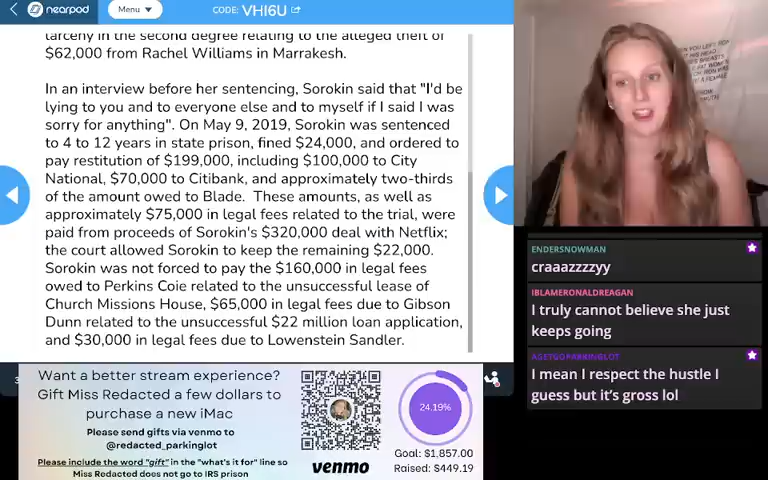 nearpod
Menu
CODE: VHI6U
larceny in the second degree relating to the alleged theft of
$62,000 from Rachel Williams in Marrakesh.
In an interview before her sentencing, Sorokin said that "I'd be
lying to you and to everyone else and to myself if I said I was
sorry for anything". On May 9, 2019, Sorokin was sentenced
to 4 to 12 years in state prison, fined $24,000, and ordered to
pay restitution of $199,000, including $100,000 to City
National, $70,000 to Citibank, and approximately two-thirds
of the amount owed to Blade. These amounts, as well as
approximately $75,000 in legal fees related to the trial, were
paid from proceeds of Sorokin's $320,000 deal with Netflix;
the court allowed Sorokin to keep the remaining $22,000.
Sorokin was not forced to pay the $160,000 in legal fees
owed to Perkins Coie related to the unsuccessful lease of
Church Missions House, $65,000 in legal fees due to Gibson
Dunn related to the unsuccessful $22 million loan application,
and $30,000 in legal fees due to Lowenstein Sandler.
Want a better stream experience?
Gift Miss Redacted a few dollars to
purchase a new iMac
Please send gifts via venmo to
@redacted_parkinglot
Please include the word "gift" in the "what's it for" line so
Miss Redacted does not go to IRS prison
venmo
24.19%
Goal: $1,857.00
Raised: $449.19
ENDERSNOWMAN
craaazzzzyy
IBLAMERONALDREAGAN
I truly cannot believe she just
keeps going
I mean I respect the hustle I
guess but it's gross lol